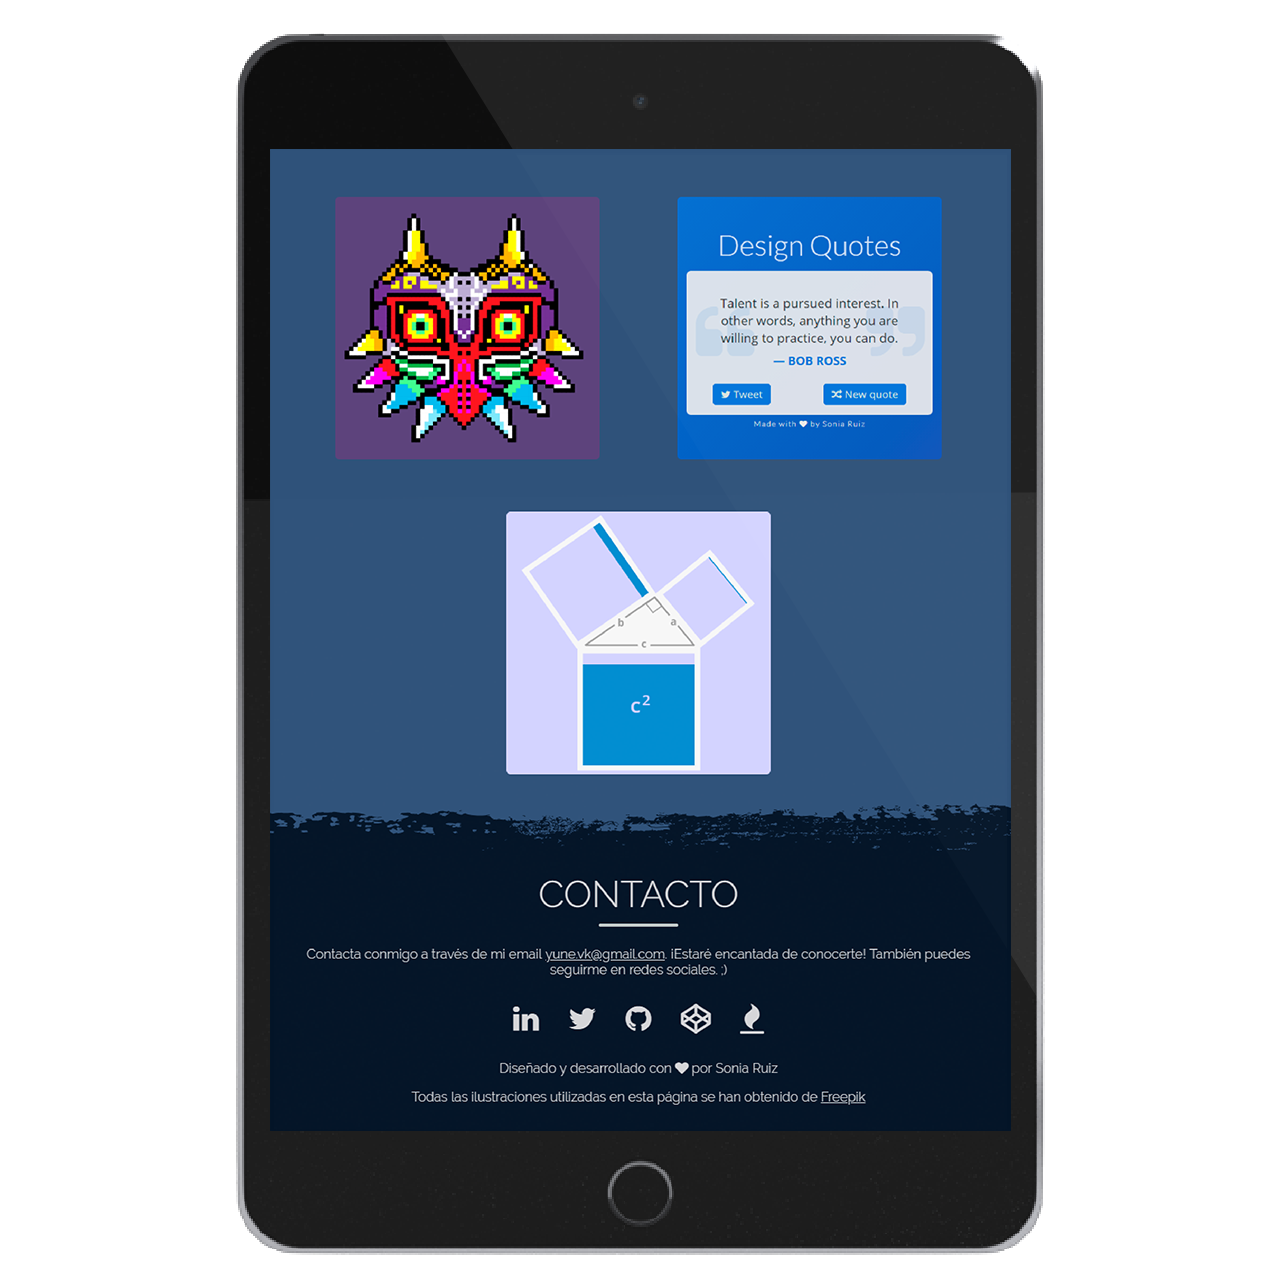 Design Quotes
Talent is a pursued interest. In
other words, anything you are
willing to practice, you can do.
— BOB ROSS
Tweet
New quote
Made with ♥ by Sonia Ruiz
b
a
c
c²
CONTACTO
Contacta conmigo a través de mi email yune.vk@gmail.com. ¡Estaré encantada de conocerte! También puedes
seguirme en redes sociales. ;)
in
Diseñado y desarrollado con ♥ por Sonia Ruiz
Todas las ilustraciones utilizadas en esta página se han obtenido de Freepik